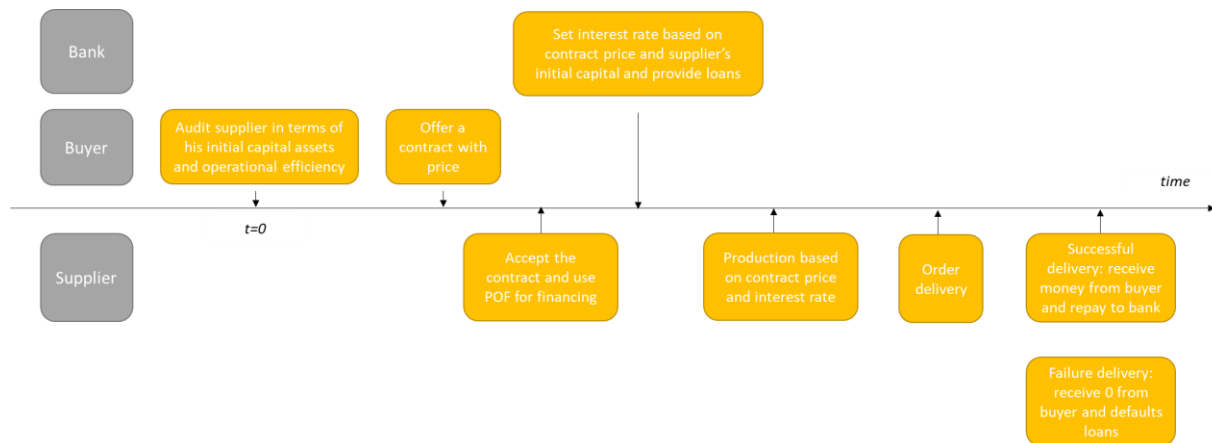 Bank
Set interest rate based on
contract price and supplier's
initial capital and provide loans
Buyer
Audit supplier in terms of
his initial capital assets
and operational efficiency
Offer a
contract with
price
time
t=0
Supplier
Accept the
contract and use
POF for financing
Production based
on contract price
and interest rate
Order
delivery
Successful
delivery: receive
money from buyer
and repay to bank
Failure delivery:
receive 0 from
buyer and defaults
loans